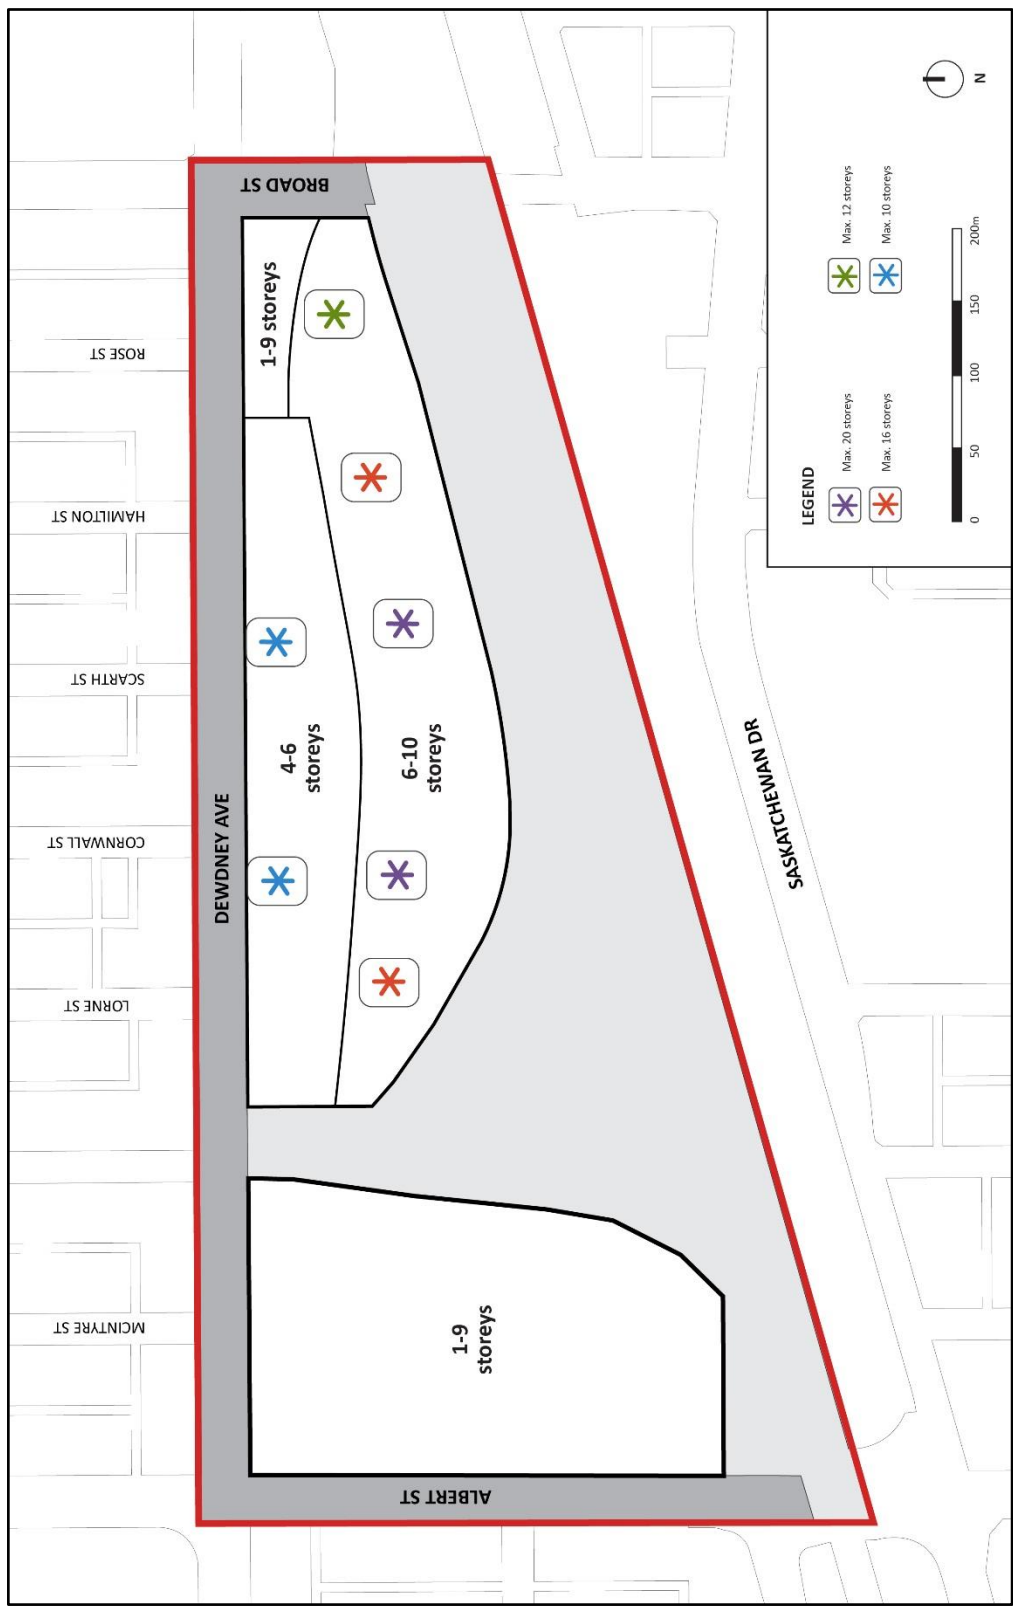 MCINTYRE ST
LORNE ST
CORNWALL ST
SCARTH ST
HAMILTON ST
ROSE ST
DEWDNEY AVE
ALBERT ST
BROAD ST
1-9
storeys
4-6
storeys
6-10
storeys
1-9 storeys
SASKATCHEWAN DR
LEGEND
Max. 20 storeys
Max. 12 storeys
Max. 16 storeys
Max. 10 storeys
0 50 100 150 200m
N